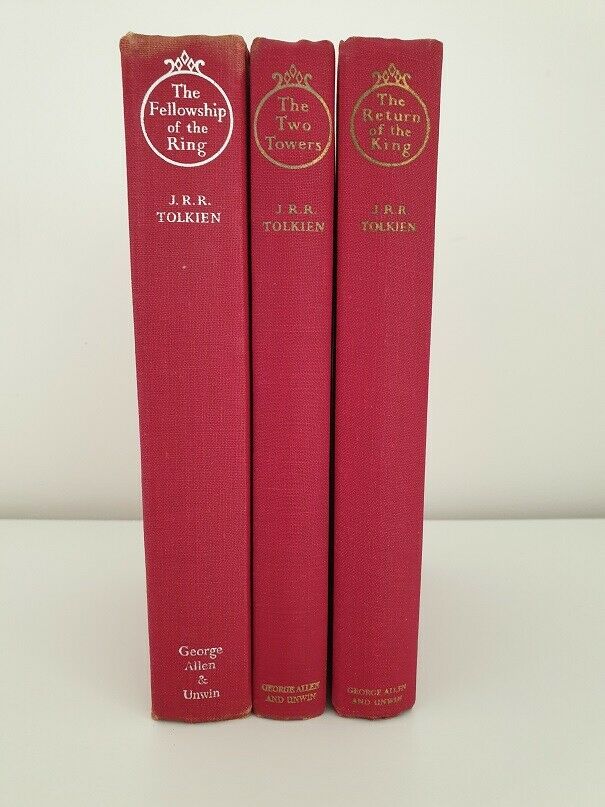 The
Fellowship
of the
Ring
J.R.R.
TOLKIEN
George
Allen
&
Unwin
The
Two
Towers
J.R.R.
TOLKIEN
GEORGE ALLEN
AND UNWIN
The
Return
of the
King
J.R.R
TOLKIEN
GEORGE ALLEN
AND UNWIN